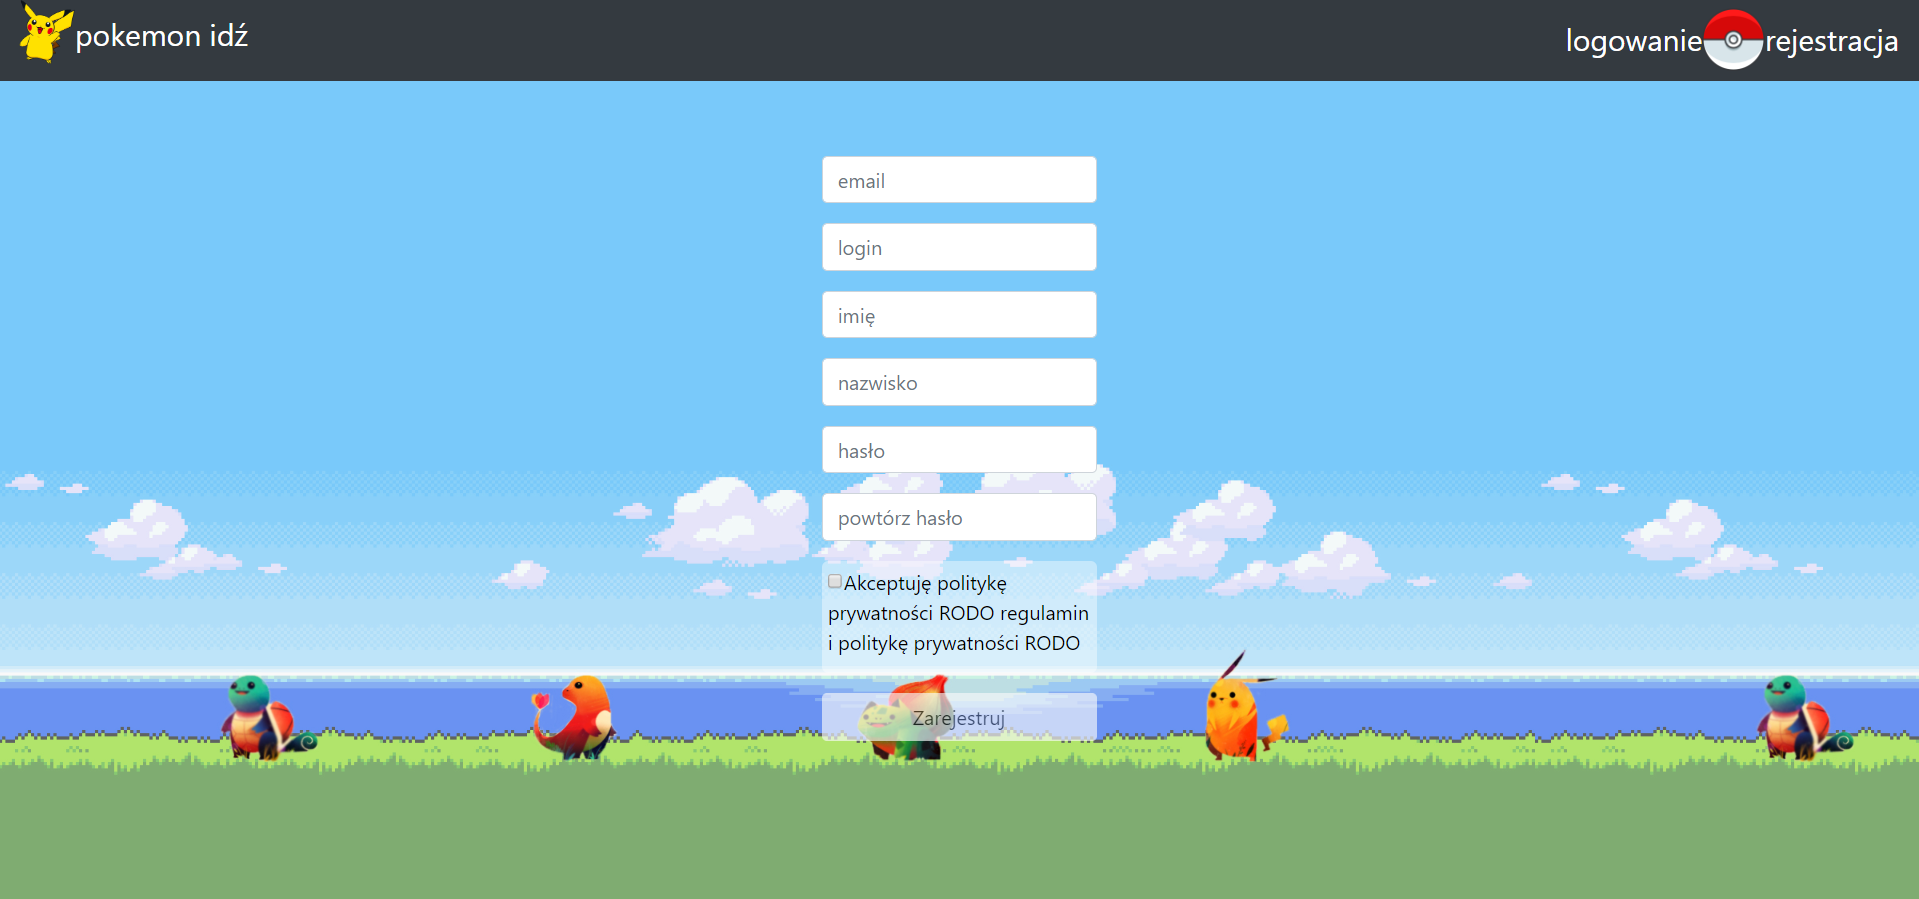 pokemon idź
logowanie rejestracja
email
login
imię
nazwisko
hasło
powtórz hasło
Akceptuję politykę
prywatności RODO regulamin
i politykę prywatności RODO
Zarejestruj